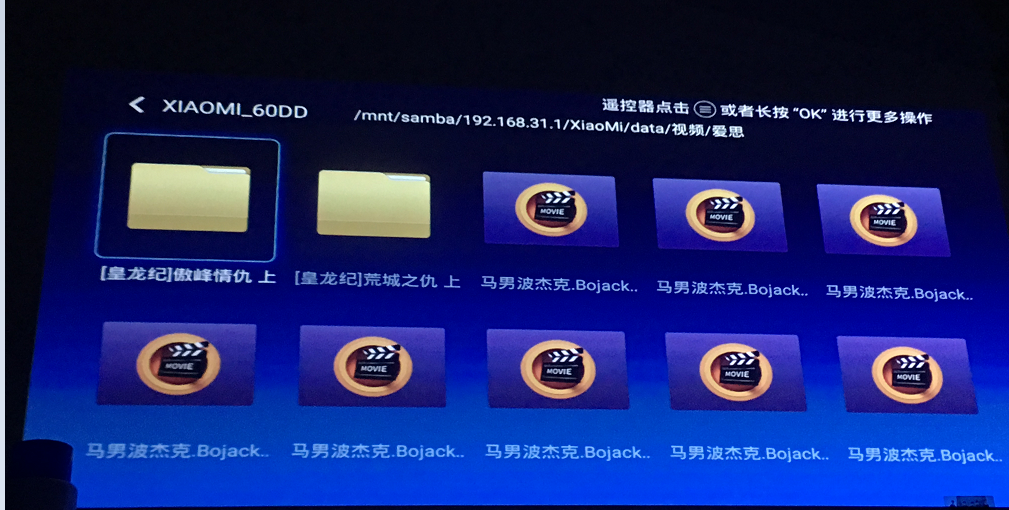 XIAOMI_60DD
遥控器点击 或者长按 “OK” 进行更多操作
/mnt/samba/192.168.31.1/XiaoMi/data/视频/爱思
MOVIE
MOVIE
MOVIE
[皇龙纪]傲峰情仇 上
[皇龙纪]荒城之仇 上
马男波杰克.Bojack..
马男波杰克.Bojack..
马男波杰克.Bojack..
MOVIE
MOVIE
MOVIE
MOVIE
MOVIE
马男波杰克.Bojack..
马男波杰克.Bojack..
马男波杰克.Bojack..
马男波杰克.Bojack..
马男波杰克.Bojack..